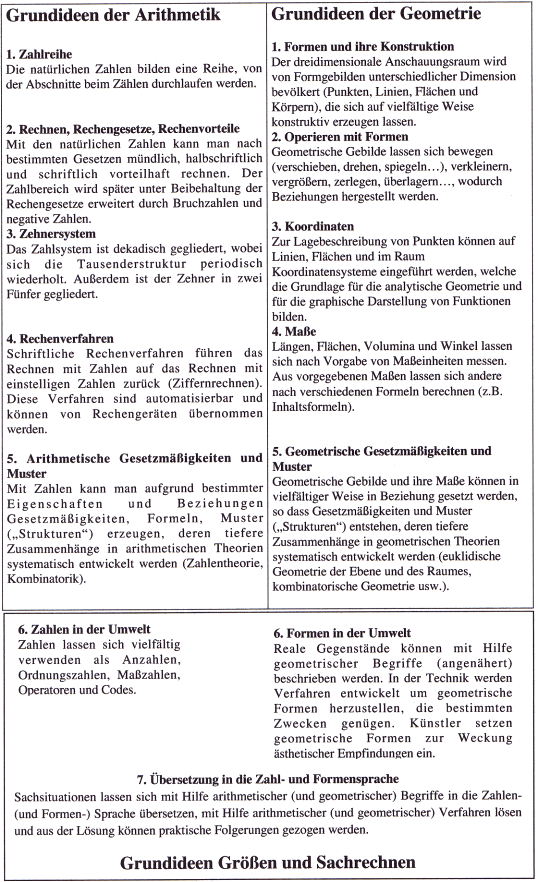 Grundideen der Arithmetik
1. Zahlreihe
Die natürlichen Zahlen bilden eine Reihe, von
der Abschnitte beim Zählen durchlaufen werden.
2. Rechnen, Rechengesetze, Rechenvorteile
Mit den natürlichen Zahlen kann man nach
bestimmten Gesetzen mündlich, halbschriftlich
und schriftlich vorteilhaft rechnen. Der
Zahlbereich wird später unter Beibehaltung der
Rechengesetze erweitert durch Bruchzahlen und
negative Zahlen.
3. Zehnersystem
Das Zahlsystem ist dekadisch gegliedert, wobei
sich die Tausenderstruktur periodisch
wiederholt. Außerdem ist der Zehner in zwei
Fünfer gegliedert.
4. Rechenverfahren
Schriftliche Rechenverfahren führen das
Rechnen mit Zahlen auf das Rechnen mit
einstelligen Zahlen zurück (Ziffernrechnen).
Diese Verfahren sind automatisierbar und
können von Rechengeräten übernommen
werden.
5. Arithmetische Gesetzmäßigkeiten und
Muster
Mit Zahlen kann man aufgrund bestimmter
Eigenschaften und Beziehungen
Gesetzmäßigkeiten, Formeln, Muster
(„Strukturen“) erzeugen, deren tiefere
Zusammenhänge in arithmetischen Theorien
systematisch entwickelt werden (Zahlentheorie,
Kombinatorik).
Grundideen der Geometrie
1. Formen und ihre Konstruktion
Der dreidimensionale Anschauungsraum wird
von Formgebilden unterschiedlicher Dimension
bevölkert (Punkten, Linien, Flächen und
Körpern), die sich auf vielfältige Weise
konstruktiv erzeugen lassen.
2. Operieren mit Formen
Geometrische Gebilde lassen sich bewegen
(verschieben, drehen, spiegeln...), verkleinern,
vergrößern, zerlegen, überlagern..., wodurch
Beziehungen hergestellt werden.
3. Koordinaten
Zur Lagebeschreibung von Punkten können auf
Linien, Flächen und im Raum
Koordinatensysteme eingeführt werden, welche
die Grundlage für die analytische Geometrie und
für die graphische Darstellung von Funktionen
bilden.
4. Maße
Längen, Flächen, Volumina und Winkel lassen
sich nach Vorgabe von Maßeinheiten messen.
Aus vorgegebenen Maßen lassen sich andere
nach verschiedenen Formeln berechnen (z.B.
Inhaltsformeln).
5. Geometrische Gesetzmäßigkeiten und
Muster
Geometrische Gebilde und ihre Maße können in
vielfältiger Weise in Beziehung gesetzt werden,
so dass Gesetzmäßigkeiten und Muster
(„Strukturen“) entstehen, deren tiefere
Zusammenhänge in geometrischen Theorien
systematisch entwickelt werden (euklidische
Geometrie der Ebene und des Raumes,
kombinatorische Geometrie usw.).
6. Zahlen in der Umwelt
Zahlen lassen sich vielfältig
verwenden als Anzahlen,
Ordnungszahlen, Maßzahlen,
Operatoren und Codes.
6. Formen in der Umwelt
Reale Gegenstände können mit Hilfe
geometrischer Begriffe (angenähert)
beschrieben werden. In der Technik werden
Verfahren entwickelt um geometrische
Formen herzustellen, die bestimmten
Zwecken genügen. Künstler setzen
geometrische Formen zur Weckung
ästhetischer Empfindungen ein.
7. Übersetzung in die Zahl- und Formensprache
Sachsituationen lassen sich mit Hilfe arithmetischer (und geometrischer) Begriffe in die Zahlen-
(und Formen-) Sprache übersetzen, mit Hilfe arithmetischer (und geometrischer) Verfahren lösen
und aus der Lösung können praktische Folgerungen gezogen werden.
Grundideen Größen und Sachrechnen